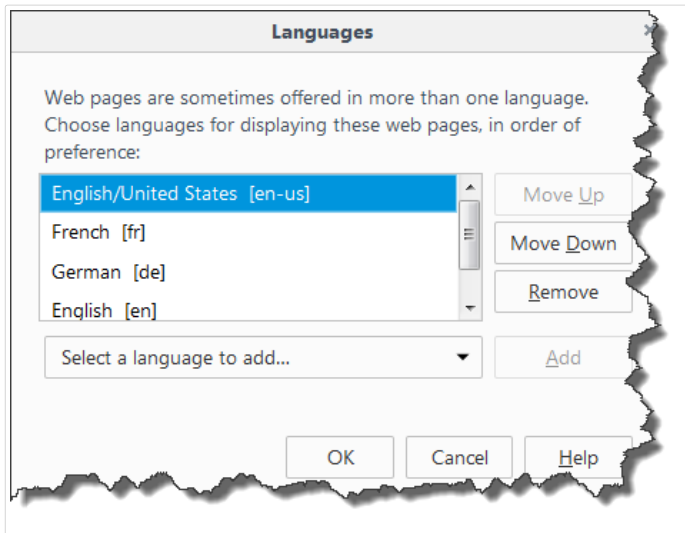 Languages
Web pages are sometimes offered in more than one language.
Choose languages for displaying these web pages, in order of
preference:
English/United States [en-us]
Move Up
French [fr]
Move Down
German [de]
Remove
English [en]
Select a language to add...
Add
OK
Cancel
Help